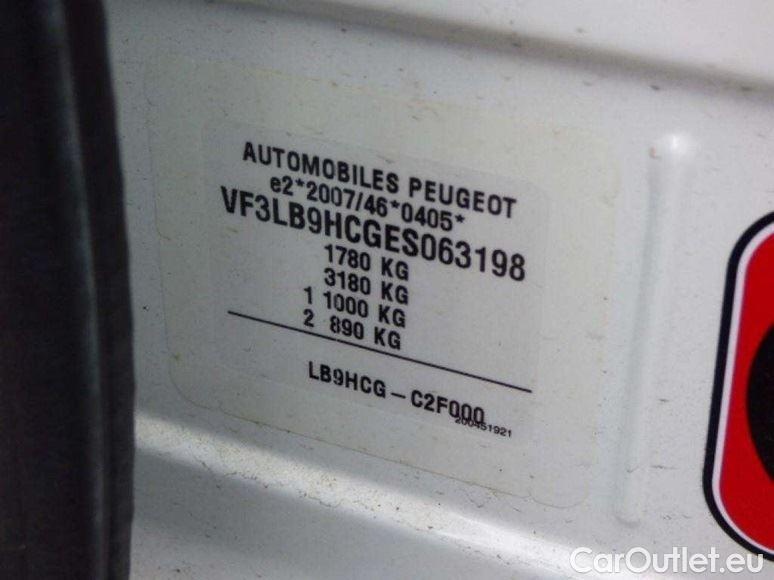 AUTOMOBILES PEUGEOT
e2*2007/46*0405*
VF3LB9HCGES063198
1780 KG
3180 KG
1 1000 KG
2 890 KG
LB9HCG – C2F000
200451921
CarOutlet.eu